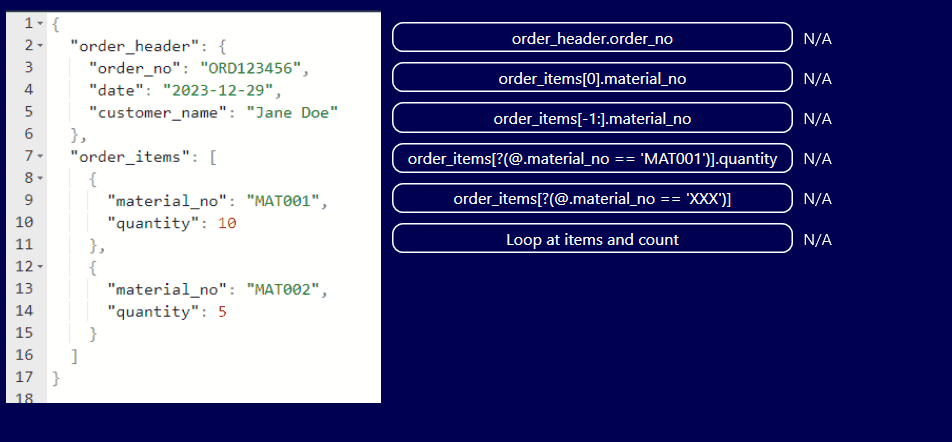 1 {
2 "order_header": {
3 "order_no": "ORD123456",
4 "date": "2023-12-29",
5 "customer_name": "Jane Doe"
6 },
7 "order_items": [
8 {
9 "material_no": "MAT001",
10 "quantity": 10
11 },
12 {
13 "material_no": "MAT002",
14 "quantity": 5
15 }
16 ]
17 }
18
order_header.order_no N/A
order_items[0].material_no N/A
order_items[-1:].material_no N/A
order_items[?(@.material_no == 'MAT001')].quantity N/A
order_items[?(@.material_no == 'XXX')] N/A
Loop at items and count N/A